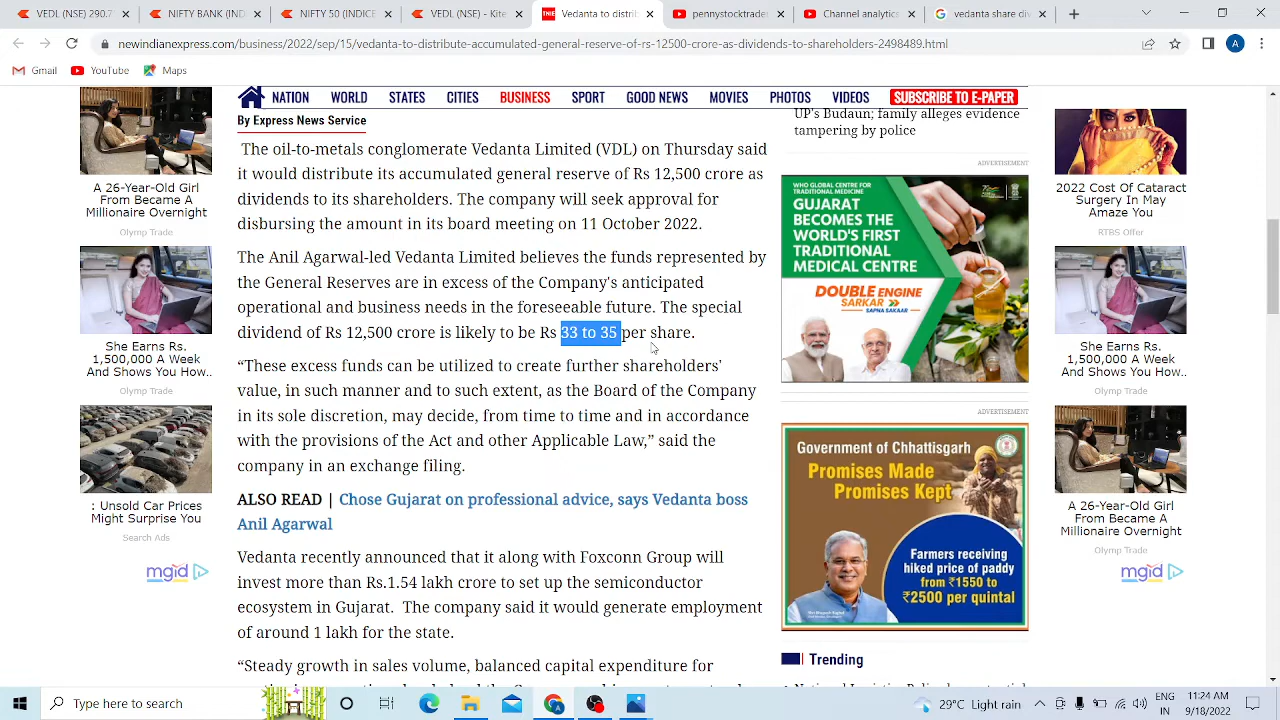 VEDL (BSE) - Kite
NIFTY BANK (IND
VEDL (NSE) - Kite
Vedanta to distribu
penstocktrader
How To Resolve Div
vedanta share divid
newindianexpress.com/business/2022/sep/15/vedanta-to-distribute-accumulated-general-reserve-of-rs-12500-crore-as-dividends-2498489.html
Gmail
YouTube
Maps
NATION
WORLD
STATES
CITIES
BUSINESS
SPORT
GOOD NEWS
MOVIES
PHOTOS
VIDEOS
SUBSCRIBE TO E-PAPER
A 26-Year-Old Girl
From Became A
Millionaire Overnight
Olymp Trade
She Earns Rs.
1,500,000 A Week
And Shows You How..
Olymp Trade
: Unsold Car Prices
Might Surprise You
Search Ads
mgid
By Express News Service
The oil-to-metals conglomerate Vedanta Limited (VDL) on Thursday said
it would distribute its accumulated general reserve of Rs 12,500 crore as
dividends to its shareholders. The company will seek approval for
disbursing the amount in its board meeting on 11 October 2022.
The Anil Agarwal-led Vedanta Limited believes the funds represented by
the General Reserves are in excess of the Company's anticipated
operational and business needs in the foreseeable future. The special
dividend of Rs 12,500 crore is likely to be Rs 33 to 35 per share.
“These excess funds can be utilized to create further shareholders’
value, in such manner and to such extent, as the Board of the Company
in its sole discretion, may decide, from time to time and in accordance
with the provisions of the Act and other Applicable Law,” said the
company in an exchange filing.
ALSO READ | Chose Gujarat on professional advice, says Vedanta boss
Anil Agarwal
Vedanta recently announced that it along with Foxconn Group will
invest more than Rs.1.54 lakh crore to set up the semiconductor
ecosystem in Gujarat. The company said it would generate employment
of around 1 lakh for the state.
“Steady growth in sales volume, balanced capital expenditure for
UP's Budaun; family alleges evidence
tampering by police
ADVERTISEMENT
WHO GLOBAL CENTRE FOR
TRADITIONAL MEDICINE
GUJARAT
BECOMES THE
WORLD'S FIRST
TRADITIONAL
MEDICAL CENTRE
DOUBLE ENGINE
SARKAR
SAPNA SAKAAR
ADVERTISEMENT
Government of Chhattisgarh
Promises Made
Promises Kept
Farmers receiving
hiked price of paddy
from ₹1550 to
₹2500 per quintal
Trending
2022 Cost Of Cataract
Surgery In May
Amaze You
RTBS Offer
She Earns Rs.
1,500,000 A Week
And Shows You How..
Olymp Trade
A 26-Year-Old Girl
From Became A
Millionaire Overnight
Olymp Trade
mgid
Type here to search
29°C Light rain
ENG
11:24 AM
9/18/2022